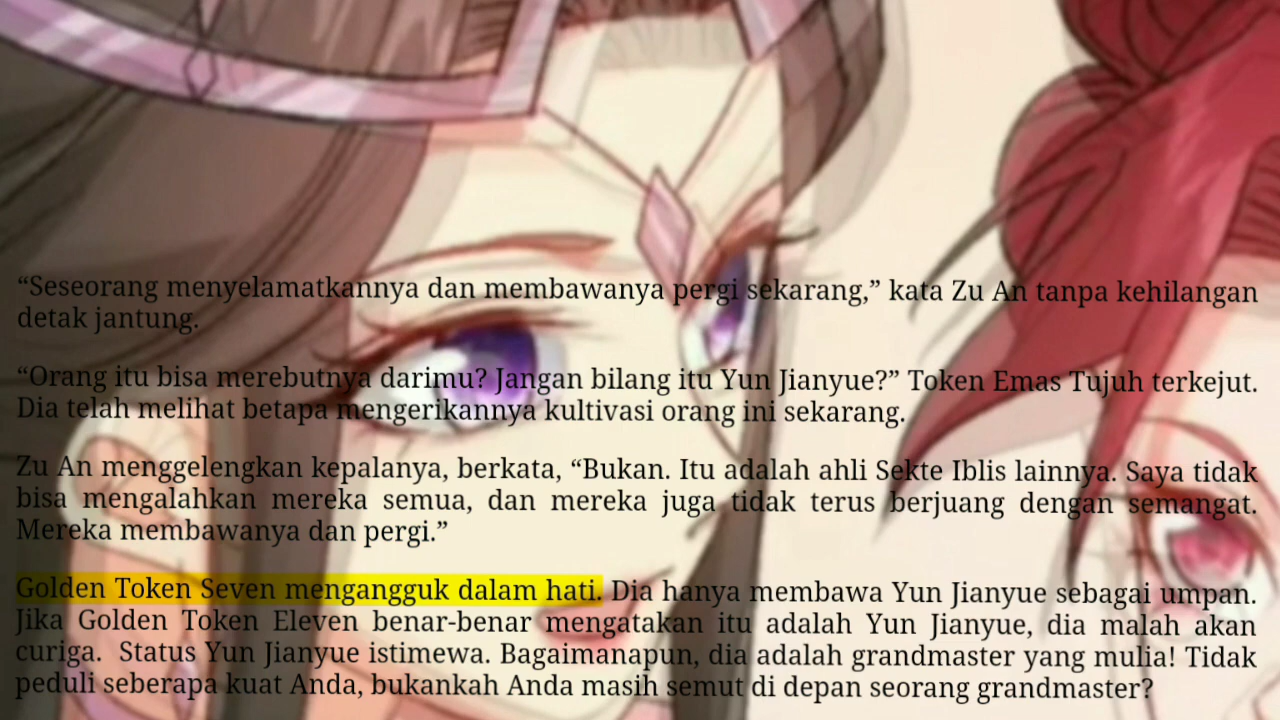 “Seseorang menyelamatkannya dan membawanya pergi sekarang,” kata Zu An tanpa kehilangan
detak jantung.
“Orang itu bisa merebutnya darimu? Jangan bilang itu Yun Jianyue?” Token Emas Tujuh terkejut.
Dia telah melihat betapa mengerikannya kultivasi orang ini sekarang.
Zu An menggelengkan kepalanya, berkata, “Bukan. Itu adalah ahli Sekte Iblis lainnya. Saya tidak
bisa mengalahkan mereka semua, dan mereka juga tidak terus berjuang dengan semangat.
Mereka membawanya dan pergi.”
Golden Token Seven mengangguk dalam hati. Dia hanya membawa Yun Jianyue sebagai umpan.
Jika Golden Token Eleven benar-benar mengatakan itu adalah Yun Jianyue, dia malah akan
curiga. Status Yun Jianyue istimewa. Bagaimanapun, dia adalah grandmaster yang mulia! Tidak
peduli seberapa kuat Anda, bukankah Anda masih semut di depan seorang grandmaster?